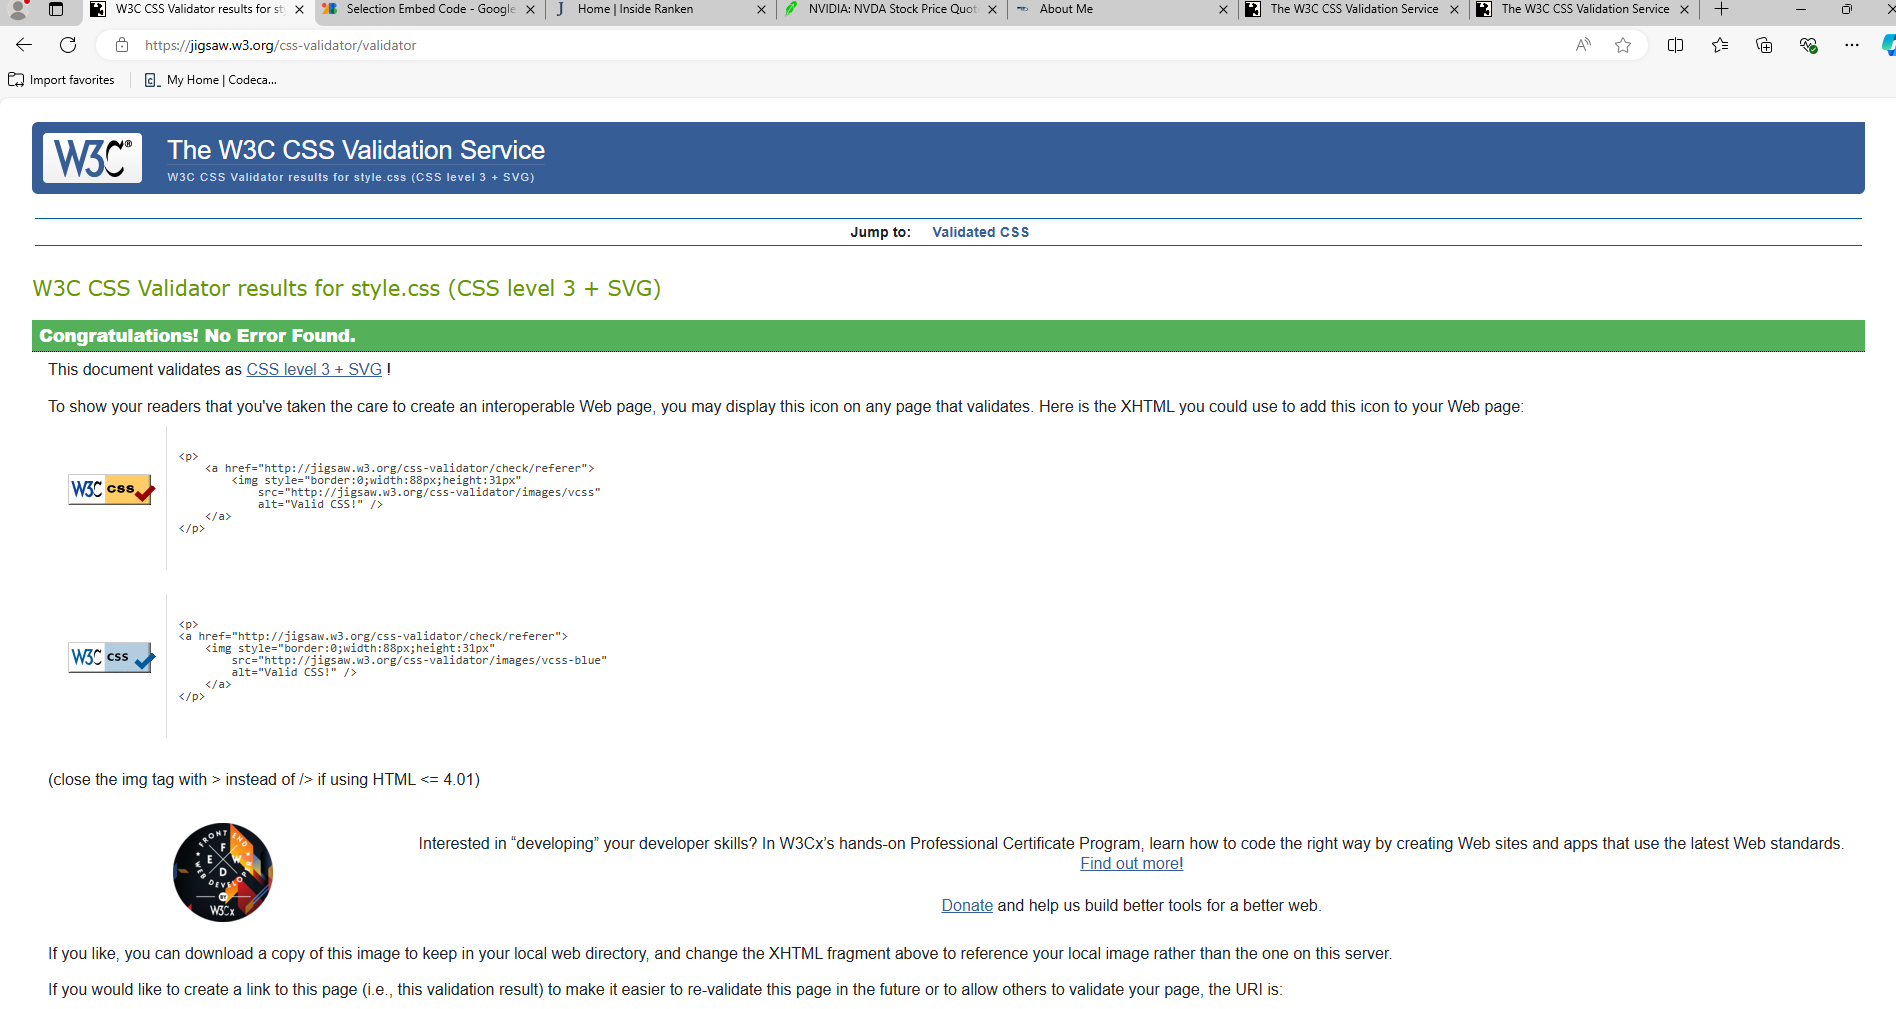 W3C CSS Validator results for st
Selection Embed Code - Google
Home | Inside Ranken
NVIDIA: NVDA Stock Price Quot
About Me
The W3C CSS Validation Service
The W3C CSS Validation Service
https://jigsaw.w3.org/css-validator/validator
Import favorites
My Home | Codeca...
W3C®
The W3C CSS Validation Service
W3C CSS Validator results for style.css (CSS level 3 + SVG)
Jump to: Validated CSS
W3C CSS Validator results for style.css (CSS level 3 + SVG)
Congratulations! No Error Found.
This document validates as CSS level 3 + SVG !
To show your readers that you've taken the care to create an interoperable Web page, you may display this icon on any page that validates. Here is the XHTML you could use to add this icon to your Web page:
W3C css
<p>
<a href="http://jigsaw.w3.org/css-validator/check/referer">
<img style="border:0;width:88px;height:31px"
src="http://jigsaw.w3.org/css-validator/images/vcss"
alt="Valid CSS!" />
</a>
</p>
W3C css
<p>
<a href="http://jigsaw.w3.org/css-validator/check/referer">
<img style="border:0;width:88px;height:31px"
src="http://jigsaw.w3.org/css-validator/images/vcss-blue"
alt="Valid CSS!" />
</a>
</p>
(close the img tag with > instead of /> if using HTML <= 4.01)
FRONT END
F
E W
D
WEB DEVELOPER
W3Cx
Interested in “developing” your developer skills? In W3Cx’s hands-on Professional Certificate Program, learn how to code the right way by creating Web sites and apps that use the latest Web standards.
Find out more!
Donate and help us build better tools for a better web.
If you like, you can download a copy of this image to keep in your local web directory, and change the XHTML fragment above to reference your local image rather than the one on this server.
If you would like to create a link to this page (i.e., this validation result) to make it easier to re-validate this page in the future or to allow others to validate your page, the URI is: